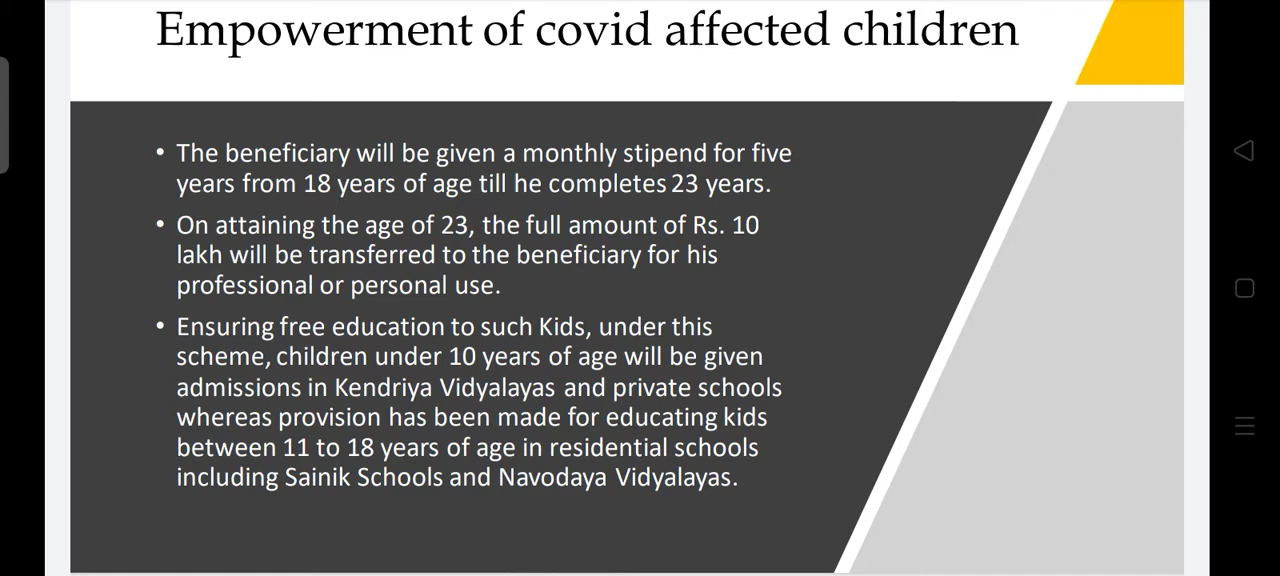 Empowerment of covid affected children
• The beneficiary will be given a monthly stipend for five
years from 18 years of age till he completes 23 years.
• On attaining the age of 23, the full amount of Rs. 10
lakh will be transferred to the beneficiary for his
professional or personal use.
• Ensuring free education to such Kids, under this
scheme, children under 10 years of age will be given
admissions in Kendriya Vidyalayas and private schools
whereas provision has been made for educating kids
between 11 to 18 years of age in residential schools
including Sainik Schools and Navodaya Vidyalayas.